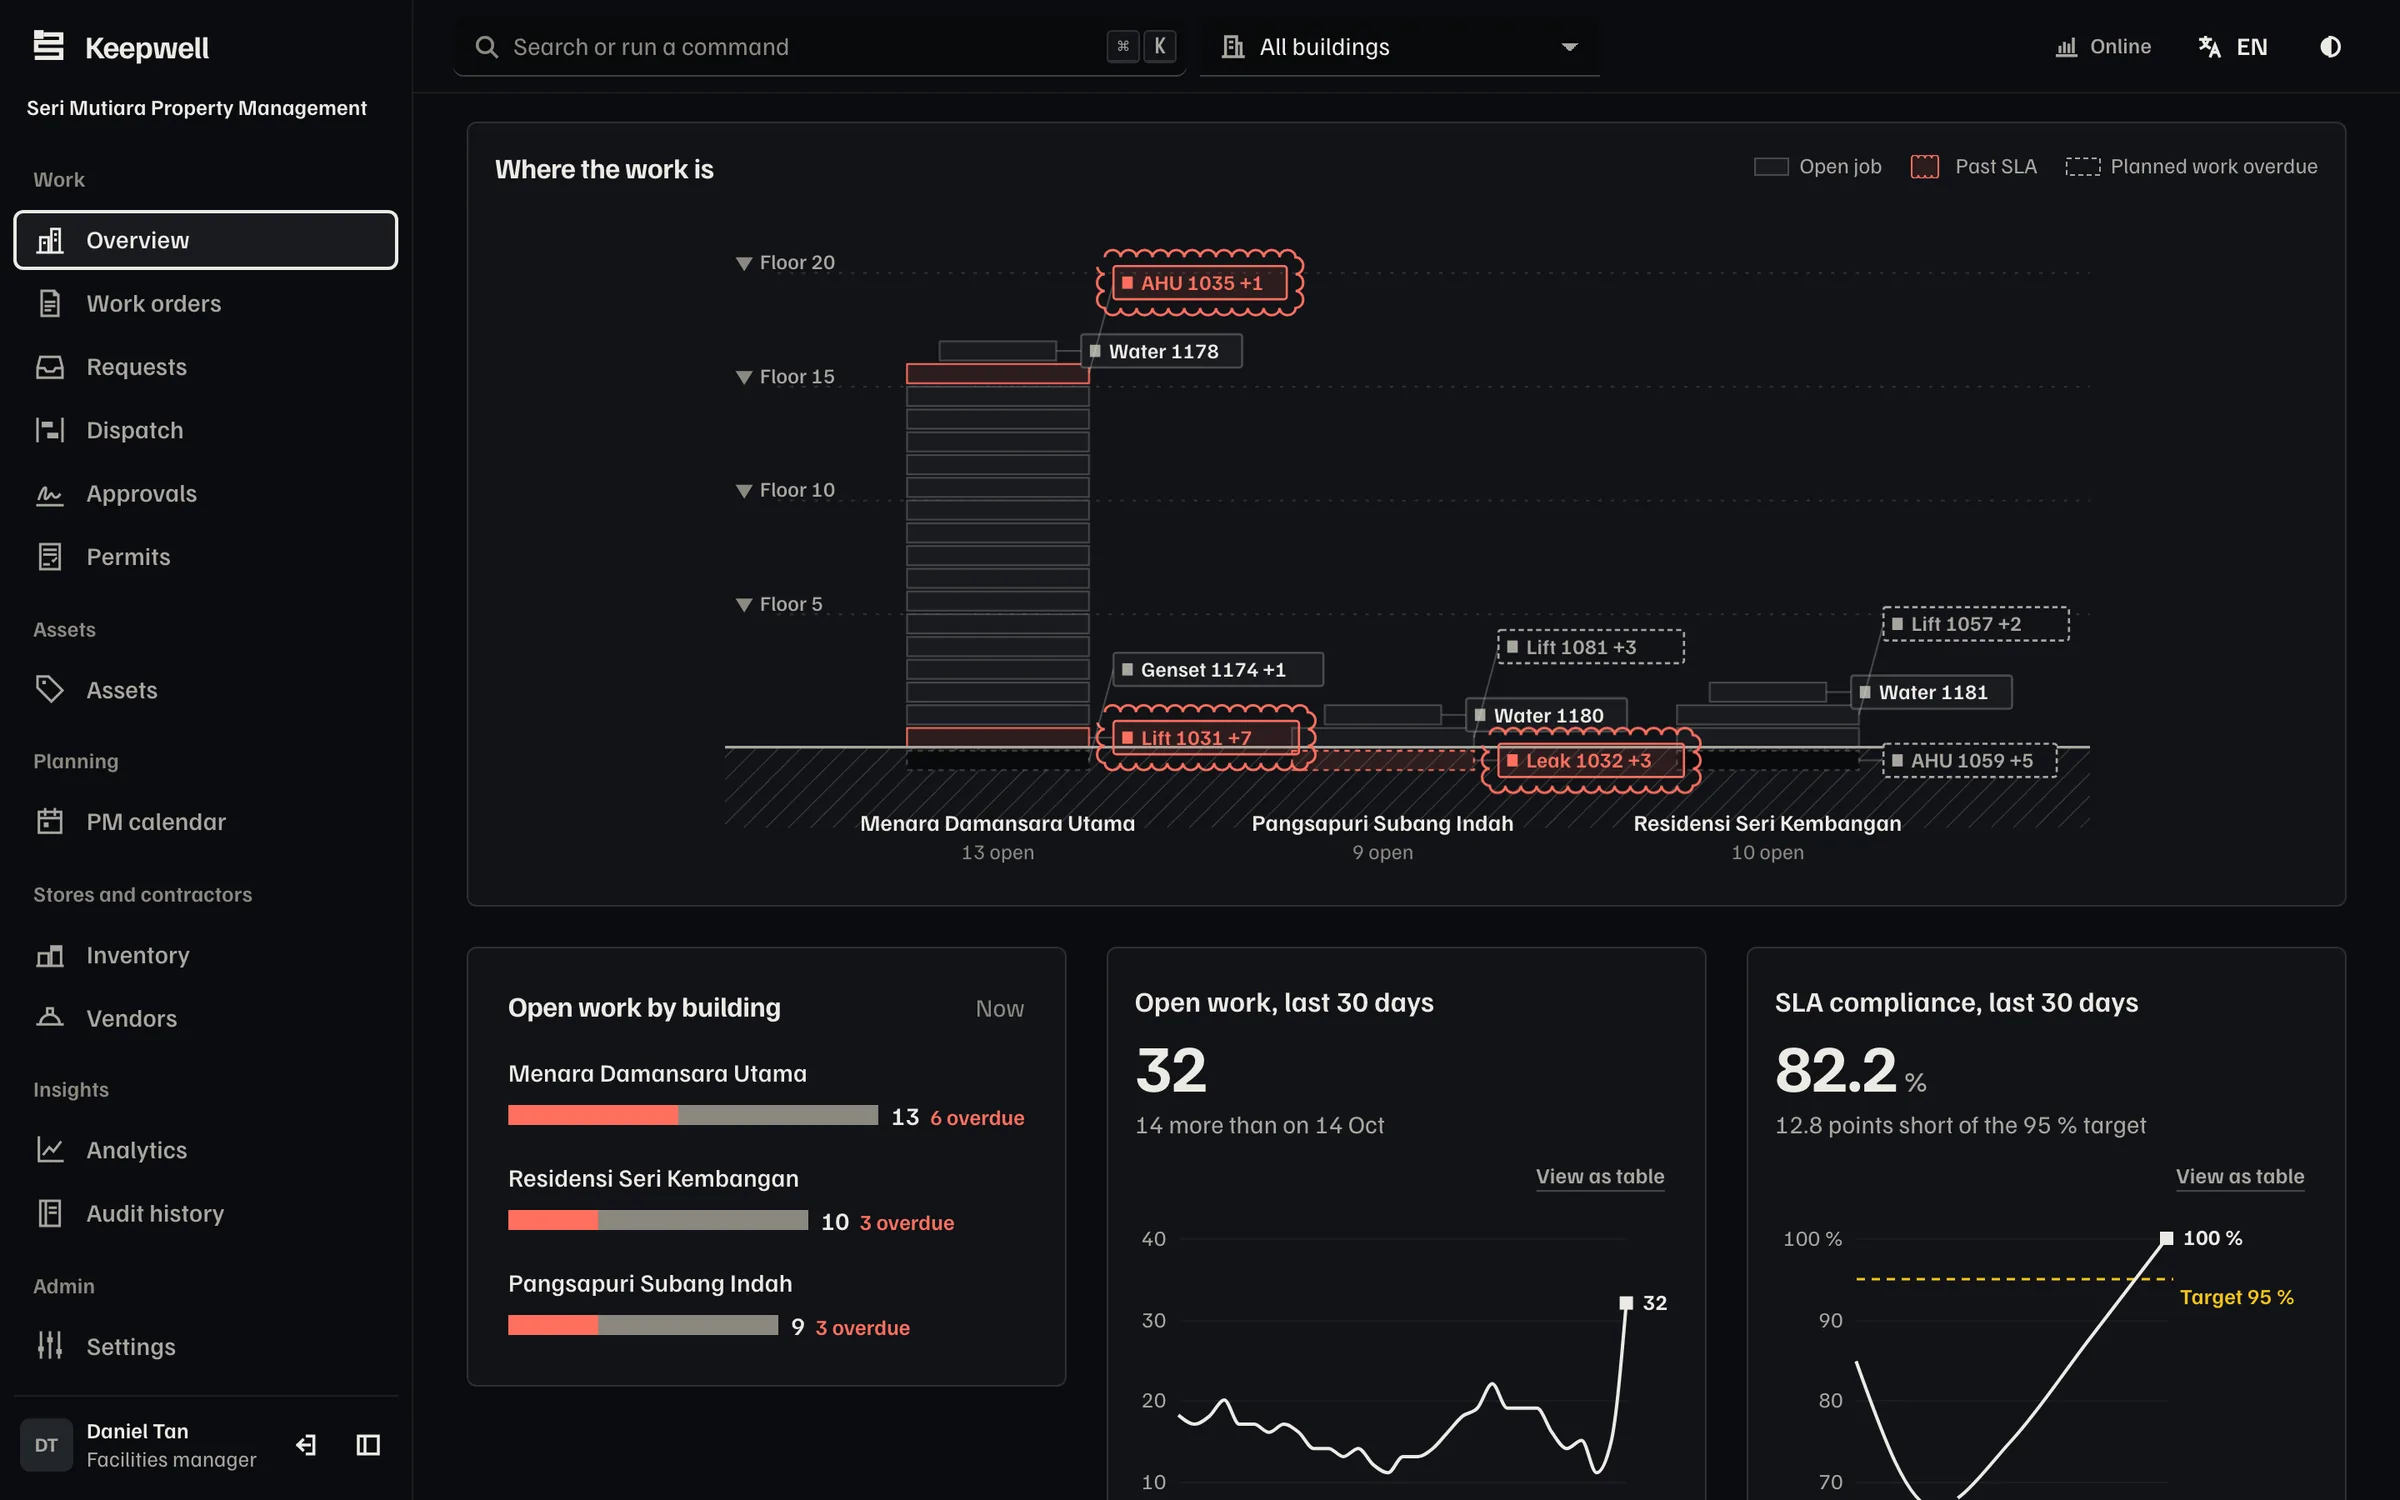 Keepwell
Seri Mutiara Property Management
Work
Overview
Work orders
Requests
Dispatch
Approvals
Permits
Assets
Assets
Planning
PM calendar
Stores and contractors
Inventory
Vendors
Insights
Analytics
Audit history
Admin
Settings
DT
Daniel Tan
Facilities manager
Search or run a command
⌘ K
All buildings
Online
EN
Where the work is
Open job
Past SLA
Planned work overdue
Floor 20
Floor 15
Floor 10
Floor 5
AHU 1035 +1
Water 1178
Genset 1174 +1
Lift 1031 +7
Lift 1081 +3
Water 1180
Leak 1032 +3
Lift 1057 +2
Water 1181
AHU 1059 +5
Menara Damansara Utama
13 open
Pangsapuri Subang Indah
9 open
Residensi Seri Kembangan
10 open
Open work by building
Now
Menara Damansara Utama
13 6 overdue
Residensi Seri Kembangan
10 3 overdue
Pangsapuri Subang Indah
9 3 overdue
Open work, last 30 days
32
14 more than on 14 Oct
View as table
40
30
20
10
32
SLA compliance, last 30 days
82.2 %
12.8 points short of the 95 % target
View as table
100 %
90
80
70
100 %
Target 95 %